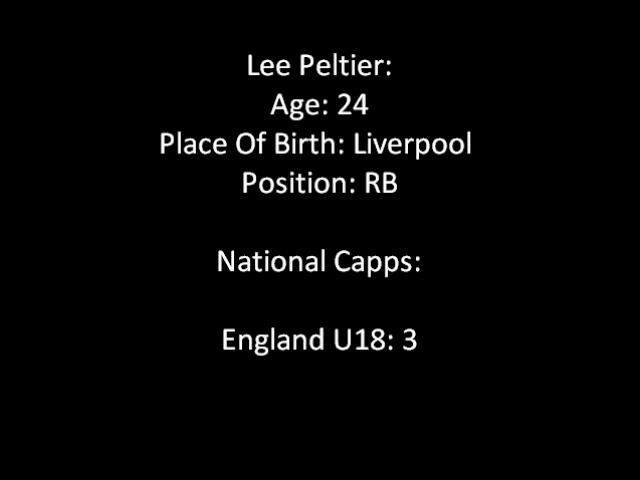 Lee Peltier:
Age: 24
Place Of Birth: Liverpool
Position: RB
National Capps:
England U18: 3